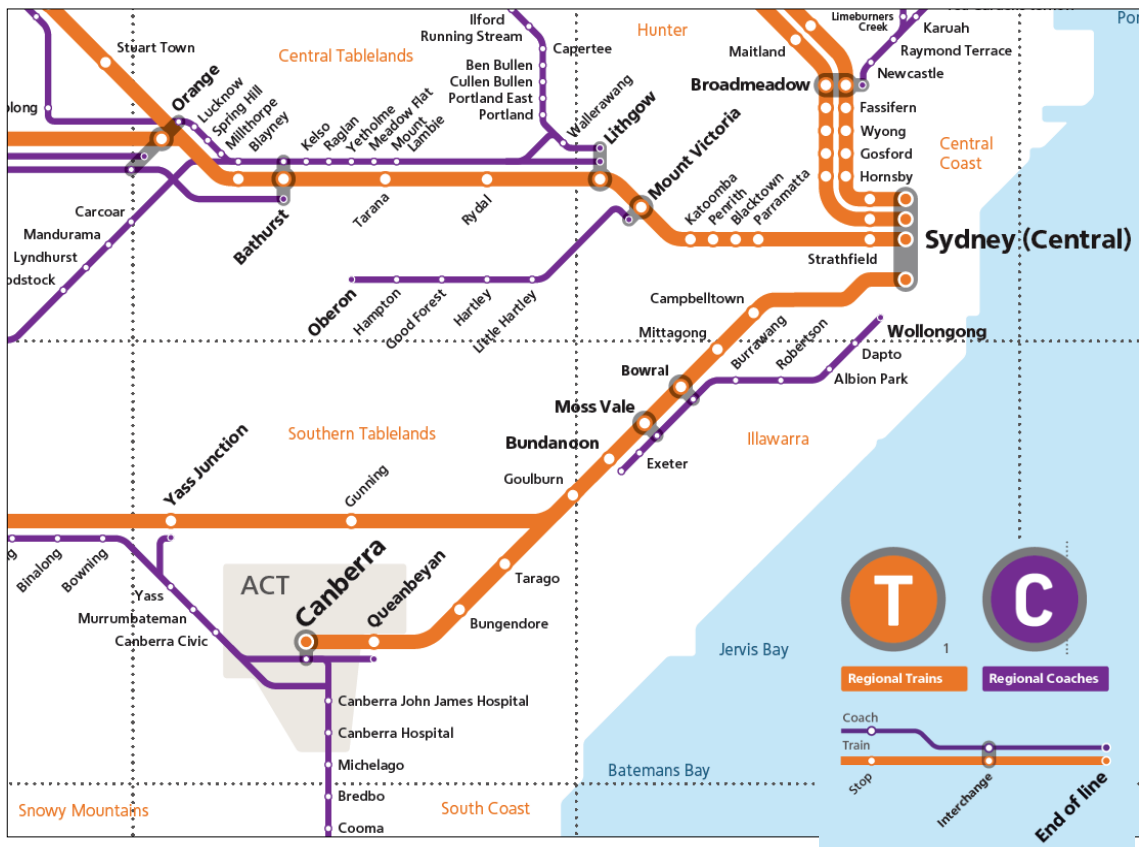 Ilford
Running Stream
Hunter
Limeburners
Creek
Karuah
Stuart Town
Central Tablelands
Capertee
Maitland
Raymond Terrace
Ben Bullen
Cullen Bullen
Portland East
Portland
Broadmeadow
Newcastle
Orange
Lucknow
Spring Hill
Millthorpe
Blayney
Kelso
Raglan
Yetholme
Meadow Flat
Mount
Lambie
Wallerawang
Lithgow
Mount Victoria
Fassifern
Wyong
Gosford
Hornsby
Central
Coast
Katoomba
Penrith
Blacktown
Parramatta
Carcoar
Mandurama
Lyndhurst
odstock
Bathurst
Tarana
Rydal
Sydney (Central)
Strathfield
Oberon
Hampton
Good Forest
Hartley
Little Hartley
Campbelltown
Mittagong
Burrawang
Robertson
Wollongong
Dapto
Albion Park
Bowral
Moss Vale
Southern Tablelands
Bundanoon
Illawarra
Exeter
Yass Junction
Gunning
Goulburn
Binalong
Bowning
Yass
Murrumbateman
Canberra Civic
ACT
Canberra
Queanbeyan
Tarago
Bungendore
Jervis Bay
T
C
1
Regional Trains
Regional Coaches
Canberra John James Hospital
Canberra Hospital
Michelago
Bredbo
Cooma
Coach
Train
Stop
Interchange
End of line
Batemans Bay
Snowy Mountains
South Coast